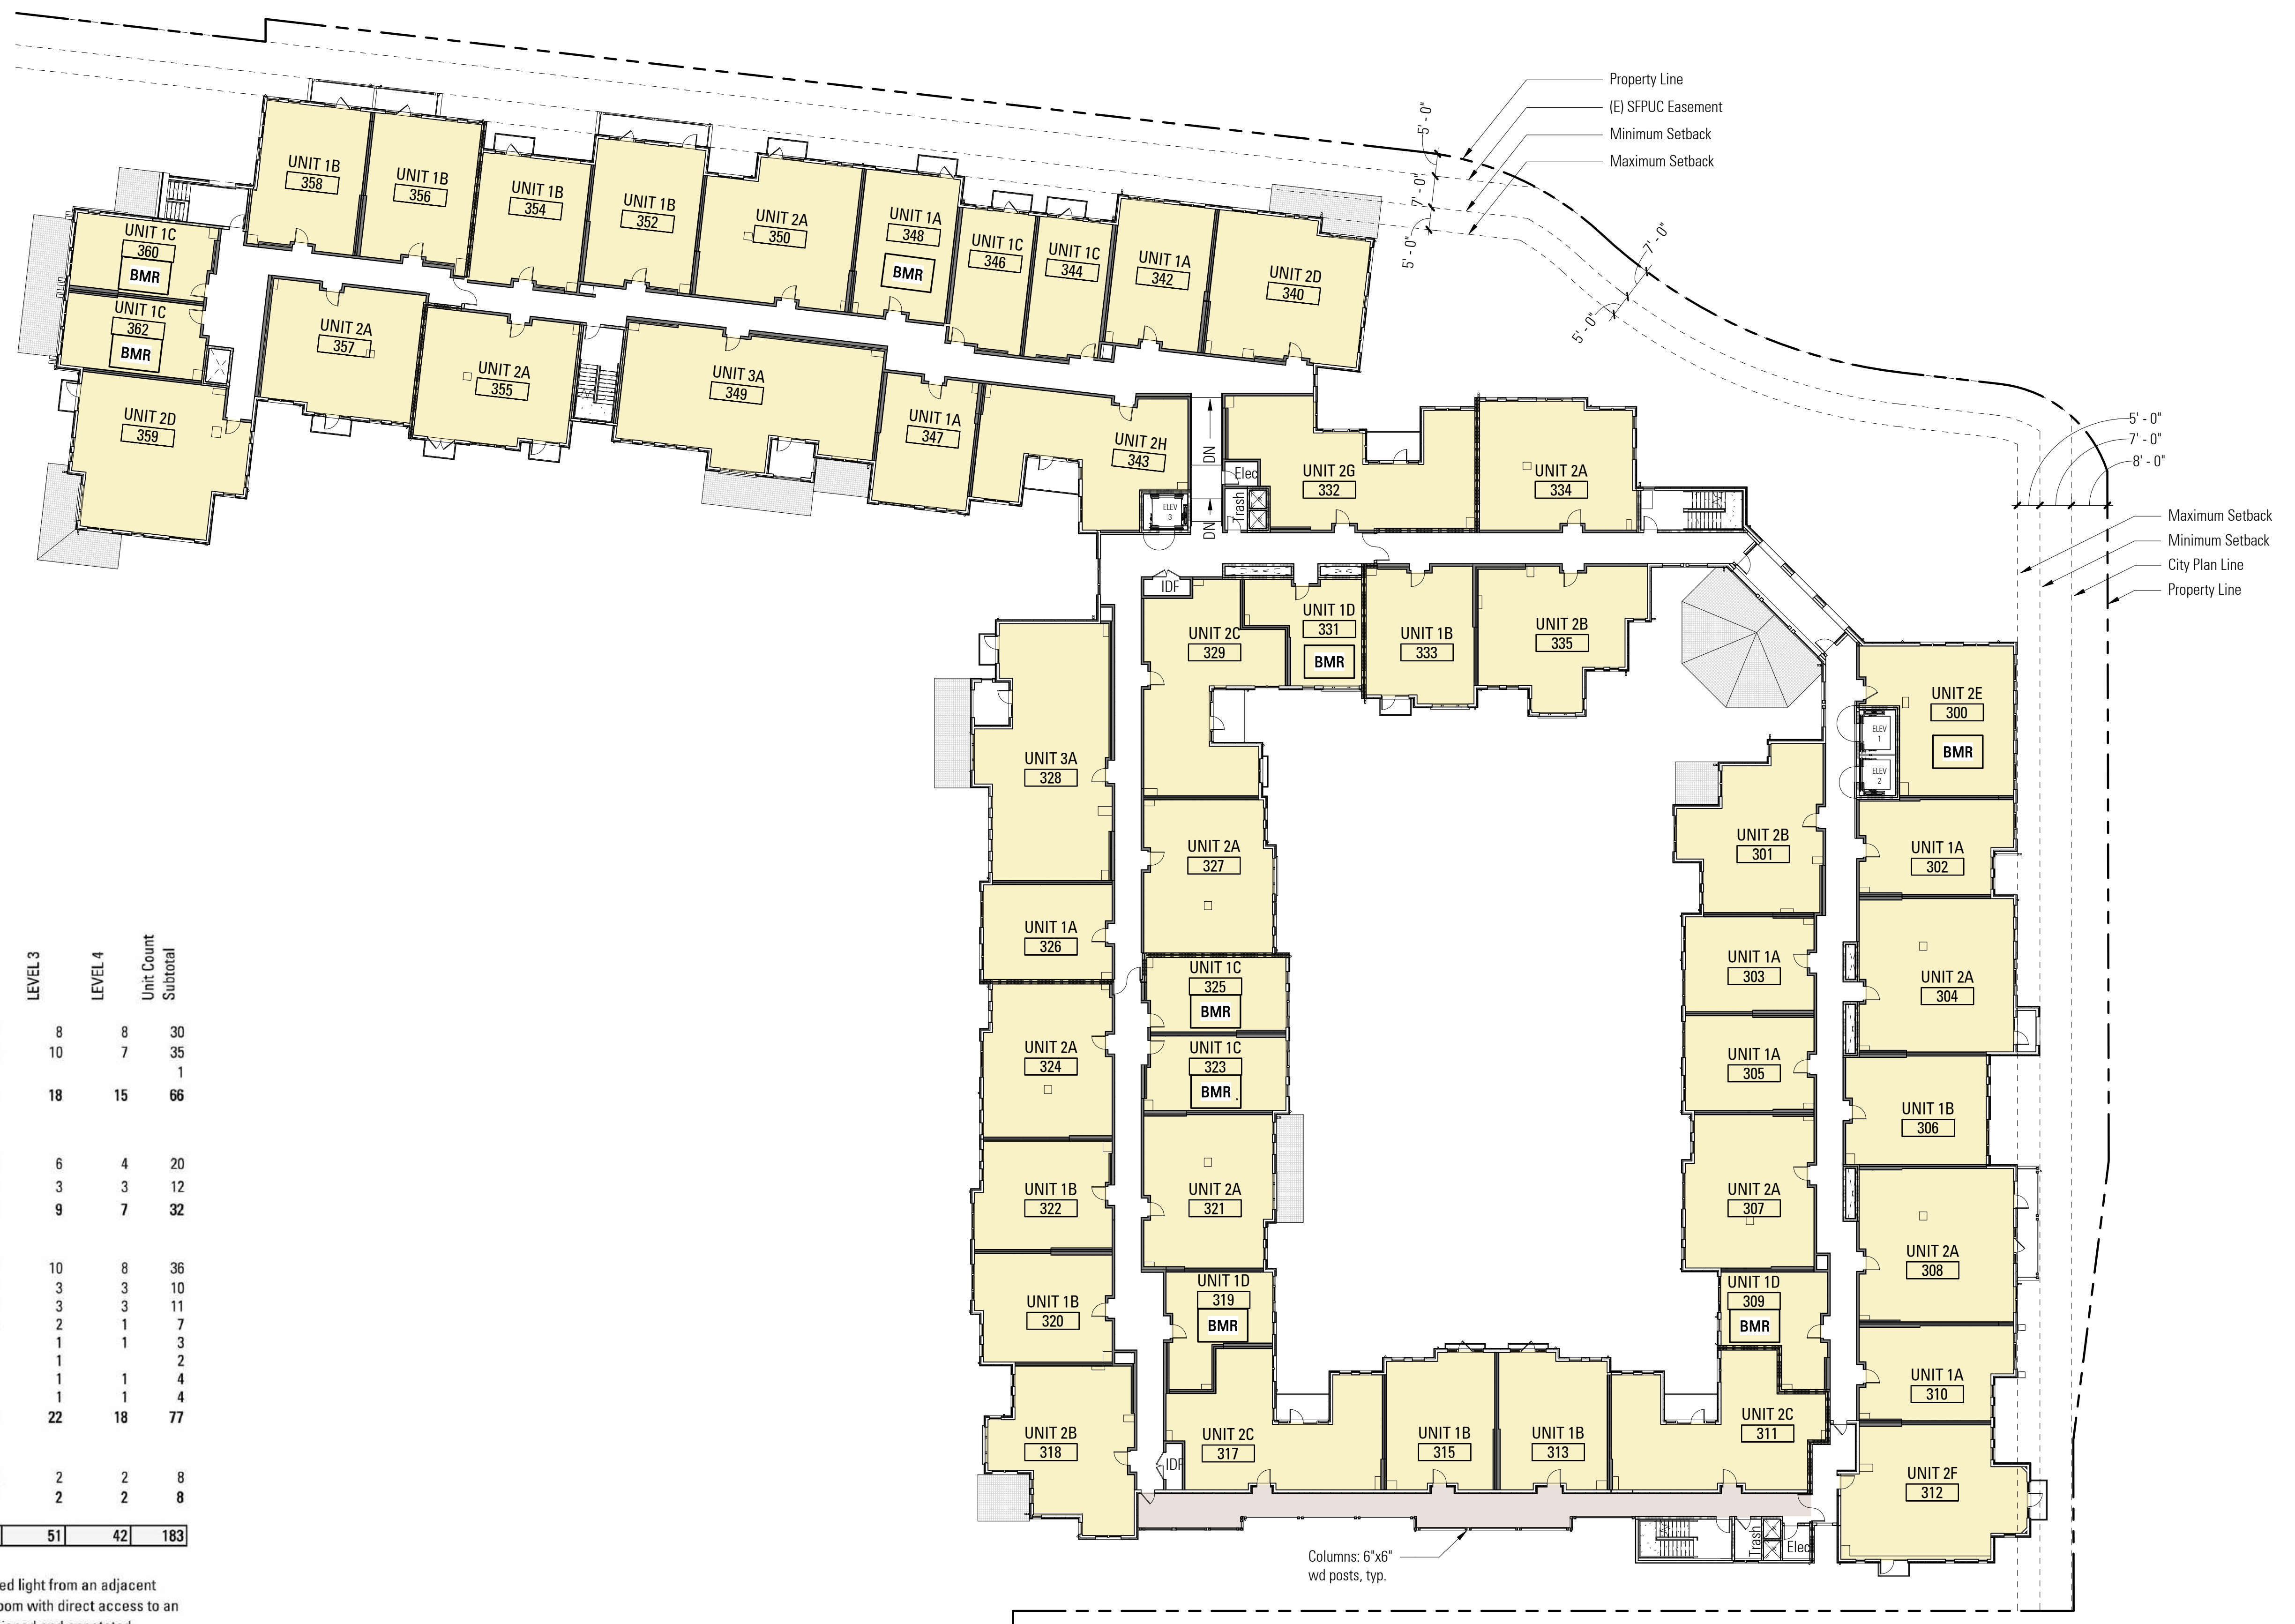 Property Line
(E) SFPUC Easement
Minimum Setback
Maximum Setback
5' - 0"
7' - 0"
5' - 0"
7' - 0"
5' - 0"
5' - 0"
7' - 0"
8' - 0"
Maximum Setback
Minimum Setback
City Plan Line
Property Line
UNIT 1B
358
UNIT 1B
356
UNIT 1B
354
UNIT 1B
352
UNIT 2A
350
UNIT 1A
348
BMR
UNIT 1C
346
UNIT 1C
344
UNIT 1A
342
UNIT 2D
340
UNIT 1C
360
BMR
UNIT 1C
362
BMR
UNIT 2D
359
UNIT 2A
357
UNIT 2A
355
UNIT 3A
349
UNIT 1A
347
UNIT 2H
343
ELEV
3
DN
DN
Elec
Trash
UNIT 2G
332
UNIT 2A
334
IDF
UNIT 2C
329
UNIT 1D
331
BMR
UNIT 1B
333
UNIT 2B
335
UNIT 3A
328
UNIT 2A
327
UNIT 1A
326
UNIT 1C
325
BMR
UNIT 2A
324
UNIT 1C
323
BMR
UNIT 1B
322
UNIT 2A
321
UNIT 1B
320
UNIT 1D
319
BMR
UNIT 2B
318
IDF
UNIT 2C
317
UNIT 1B
315
UNIT 1B
313
UNIT 2C
311
UNIT 1D
309
BMR
UNIT 2A
307
UNIT 1A
305
UNIT 1A
303
UNIT 2B
301
UNIT 2E
300
BMR
ELEV
1
ELEV
2
UNIT 1A
302
UNIT 2A
304
UNIT 1B
306
UNIT 2A
308
UNIT 1A
310
UNIT 2F
312
Trash
Elec
Columns: 6"x6"
wd posts, typ.
LEVEL 3
LEVEL 4
Unit Count
Subtotal
8 8 30
10 7 35
1
18 15 66
6 4 20
3 3 12
9 7 32
10 8 36
3 3 10
3 3 11
2 1 7
1 1 3
1 2
1 1 4
1 1 4
22 18 77
2 2 8
2 2 8
51 42 183
ed light from an adjacent
oom with direct access to an